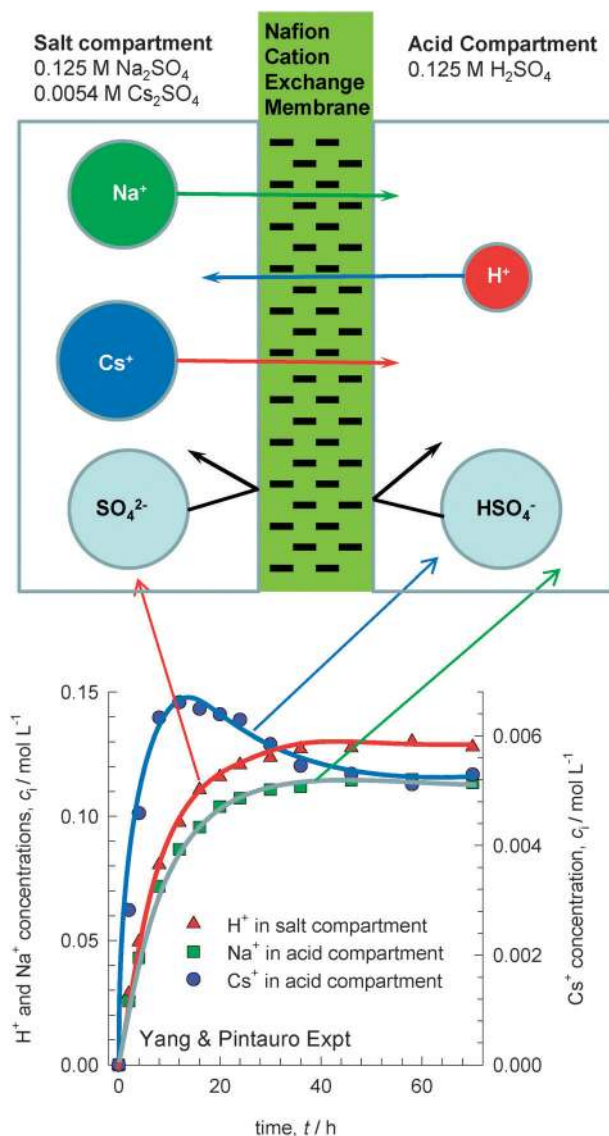 Salt compartment
0.125 M Na₂SO₄
0.0054 M Cs₂SO₄
Nafion
Cation
Exchange
Membrane
Acid Compartment
0.125 M H₂SO₄
Na⁺
H⁺
Cs⁺
SO₄²⁻
HSO₄⁻
H⁺ and Na⁺ concentrations, cᵢ / mol L⁻¹
0.15
0.10
0.05
0.00
0.006
0.004
0.002
0.000
Cs⁺ concentration, cᵢ / mol L⁻¹
H⁺ in salt compartment
Na⁺ in acid compartment
Cs⁺ in acid compartment
Yang & Pintauro Expt
0 20 40 60
time, t / h